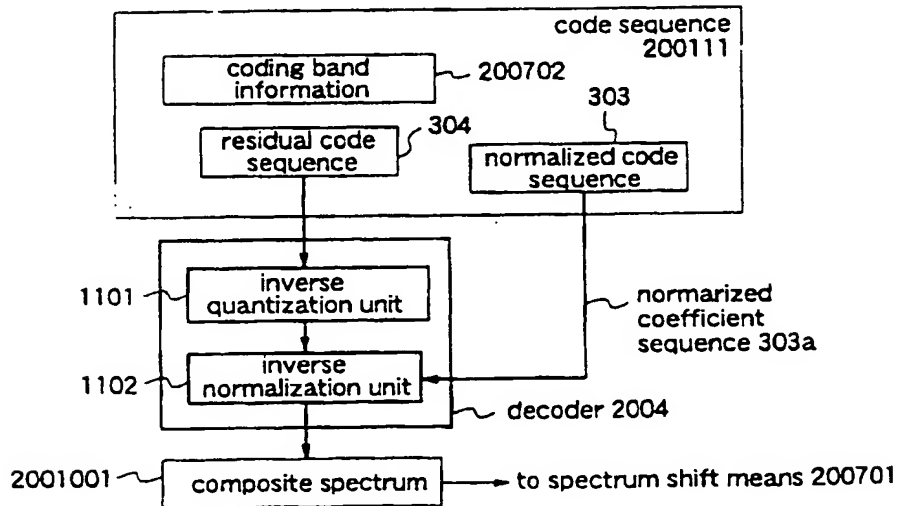 code sequence
200111
coding band
information
200702
303
304
residual code
sequence
normalized code
sequence
1101
inverse
quantization unit
normarized
coefficient
sequence 303a
1102
inverse
normalization unit
decoder 2004
2001001
composite spectrum
to spectrum shift means 200701